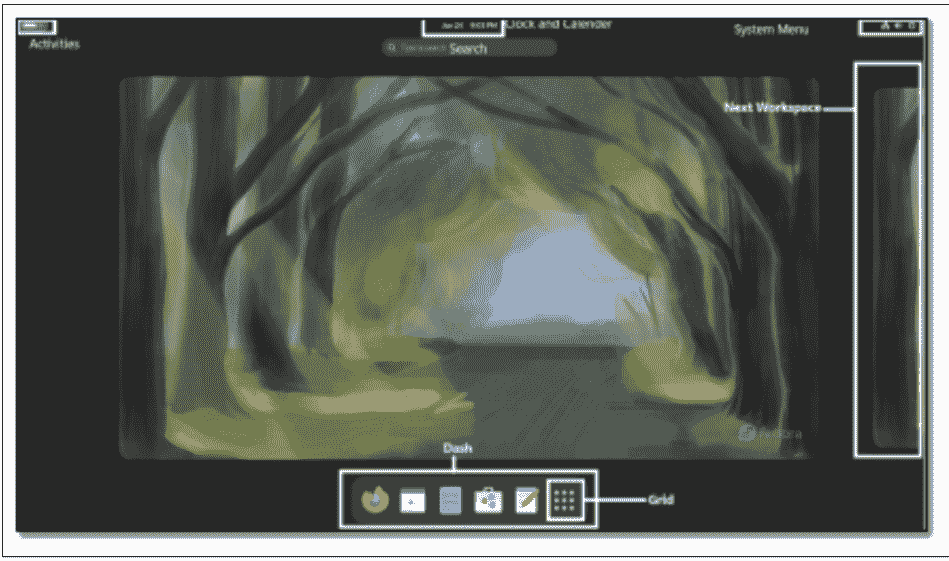 Activities
Clock and Calendar
System Menu
Search
Next Workspace
Dash
Grid